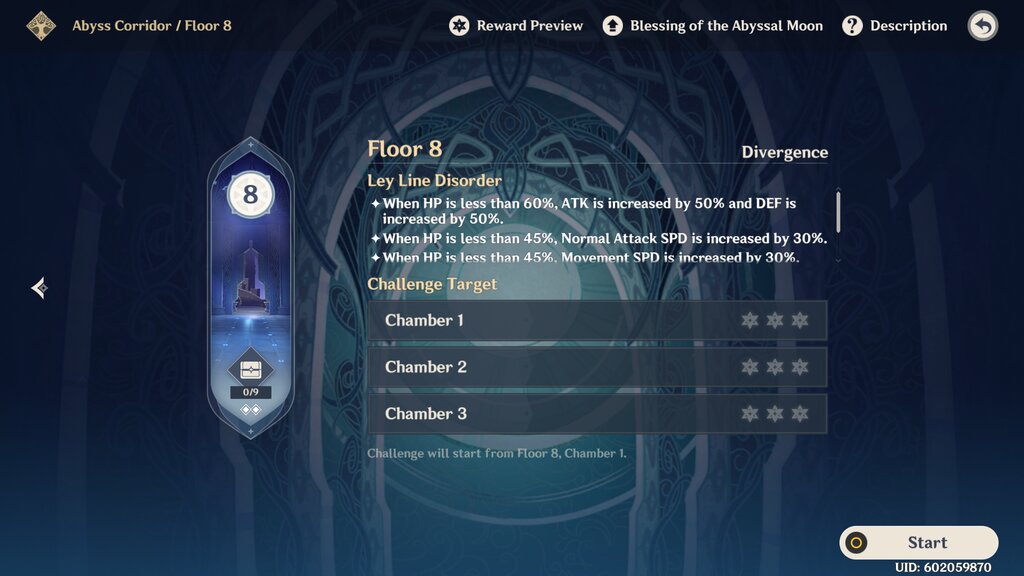 Abyss Corridor / Floor 8
Reward Preview
Blessing of the Abyssal Moon
Description
Floor 8
Divergence
Ley Line Disorder
When HP is less than 60%, ATK is increased by 50% and DEF is
increased by 50%.
When HP is less than 45%, Normal Attack SPD is increased by 30%.
When HP is less than 45%, Movement SPD is increased by 30%.
8
0/9
Challenge Target
Chamber 1
Chamber 2
Chamber 3
Challenge will start from Floor 8, Chamber 1.
Start
UID: 602059870